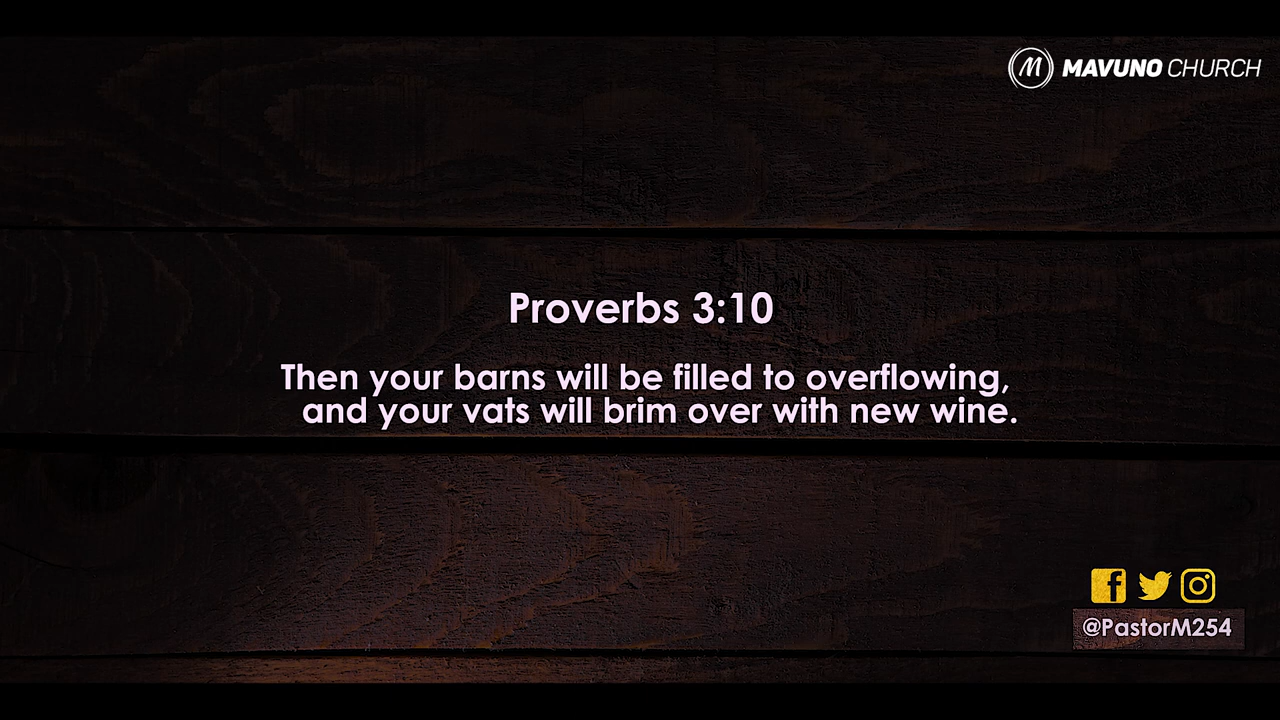 MAVUNO CHURCH
Proverbs 3:10
Then your barns will be filled to overflowing,
and your vats will brim over with new wine.
@PastorM254